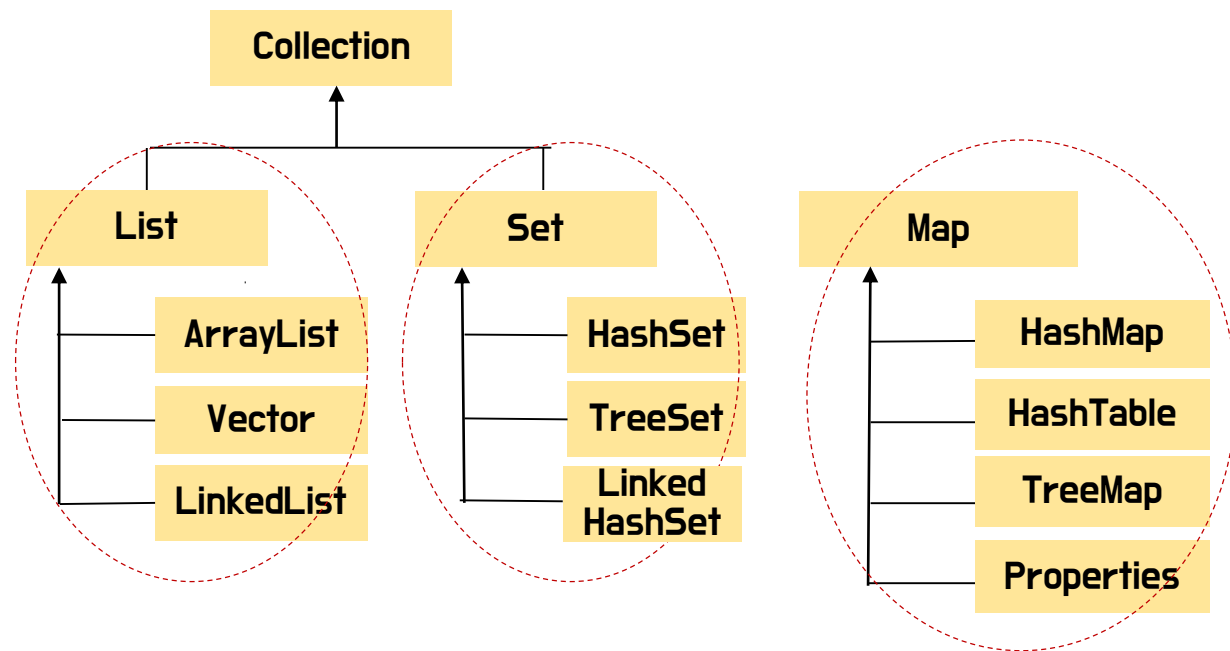 Collection
List
Set
Map
ArrayList
Vector
LinkedList
HashSet
TreeSet
Linked
HashSet
HashMap
HashTable
TreeMap
Properties